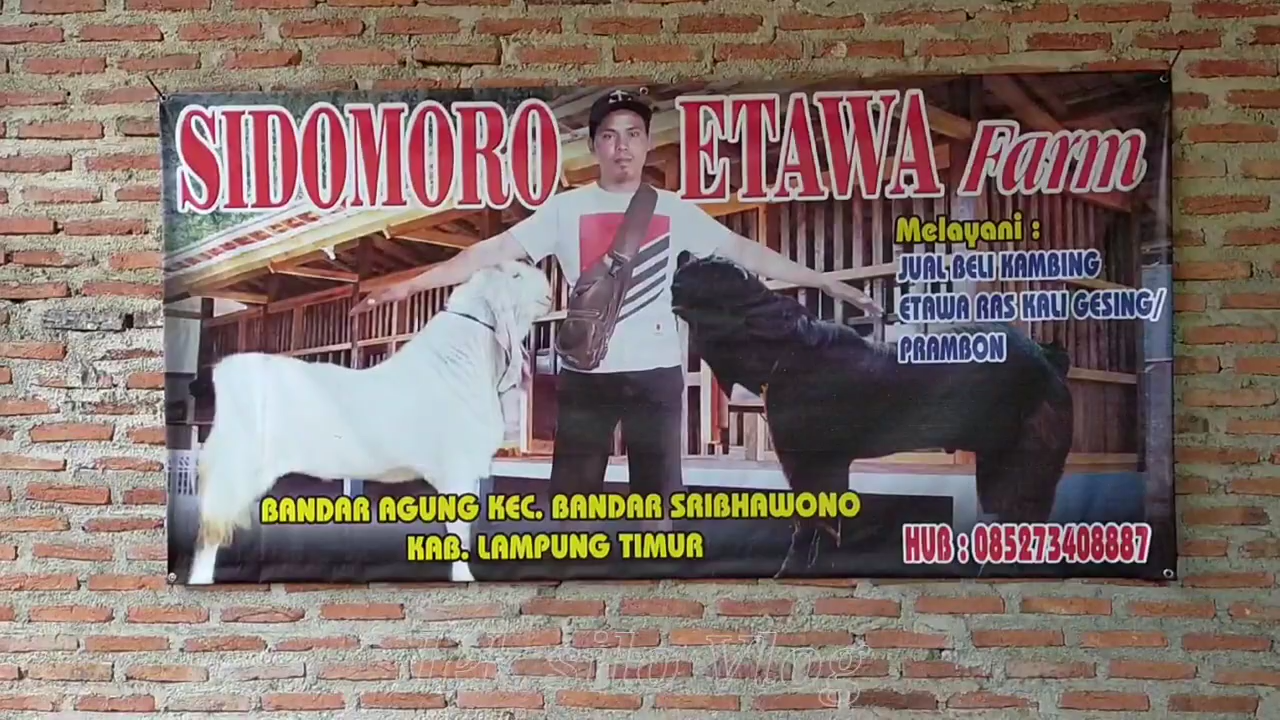 SIDOMORO ETAWA Farm
Melayani :
JUAL BELI KAMBING
ETAWA RAS KALI GESING/
PRAMBON
BANDAR AGUNG KEC. BANDAR SRIBHAWONO
KAB. LAMPUNG TIMUR
HUB : 085273408887
Vlog